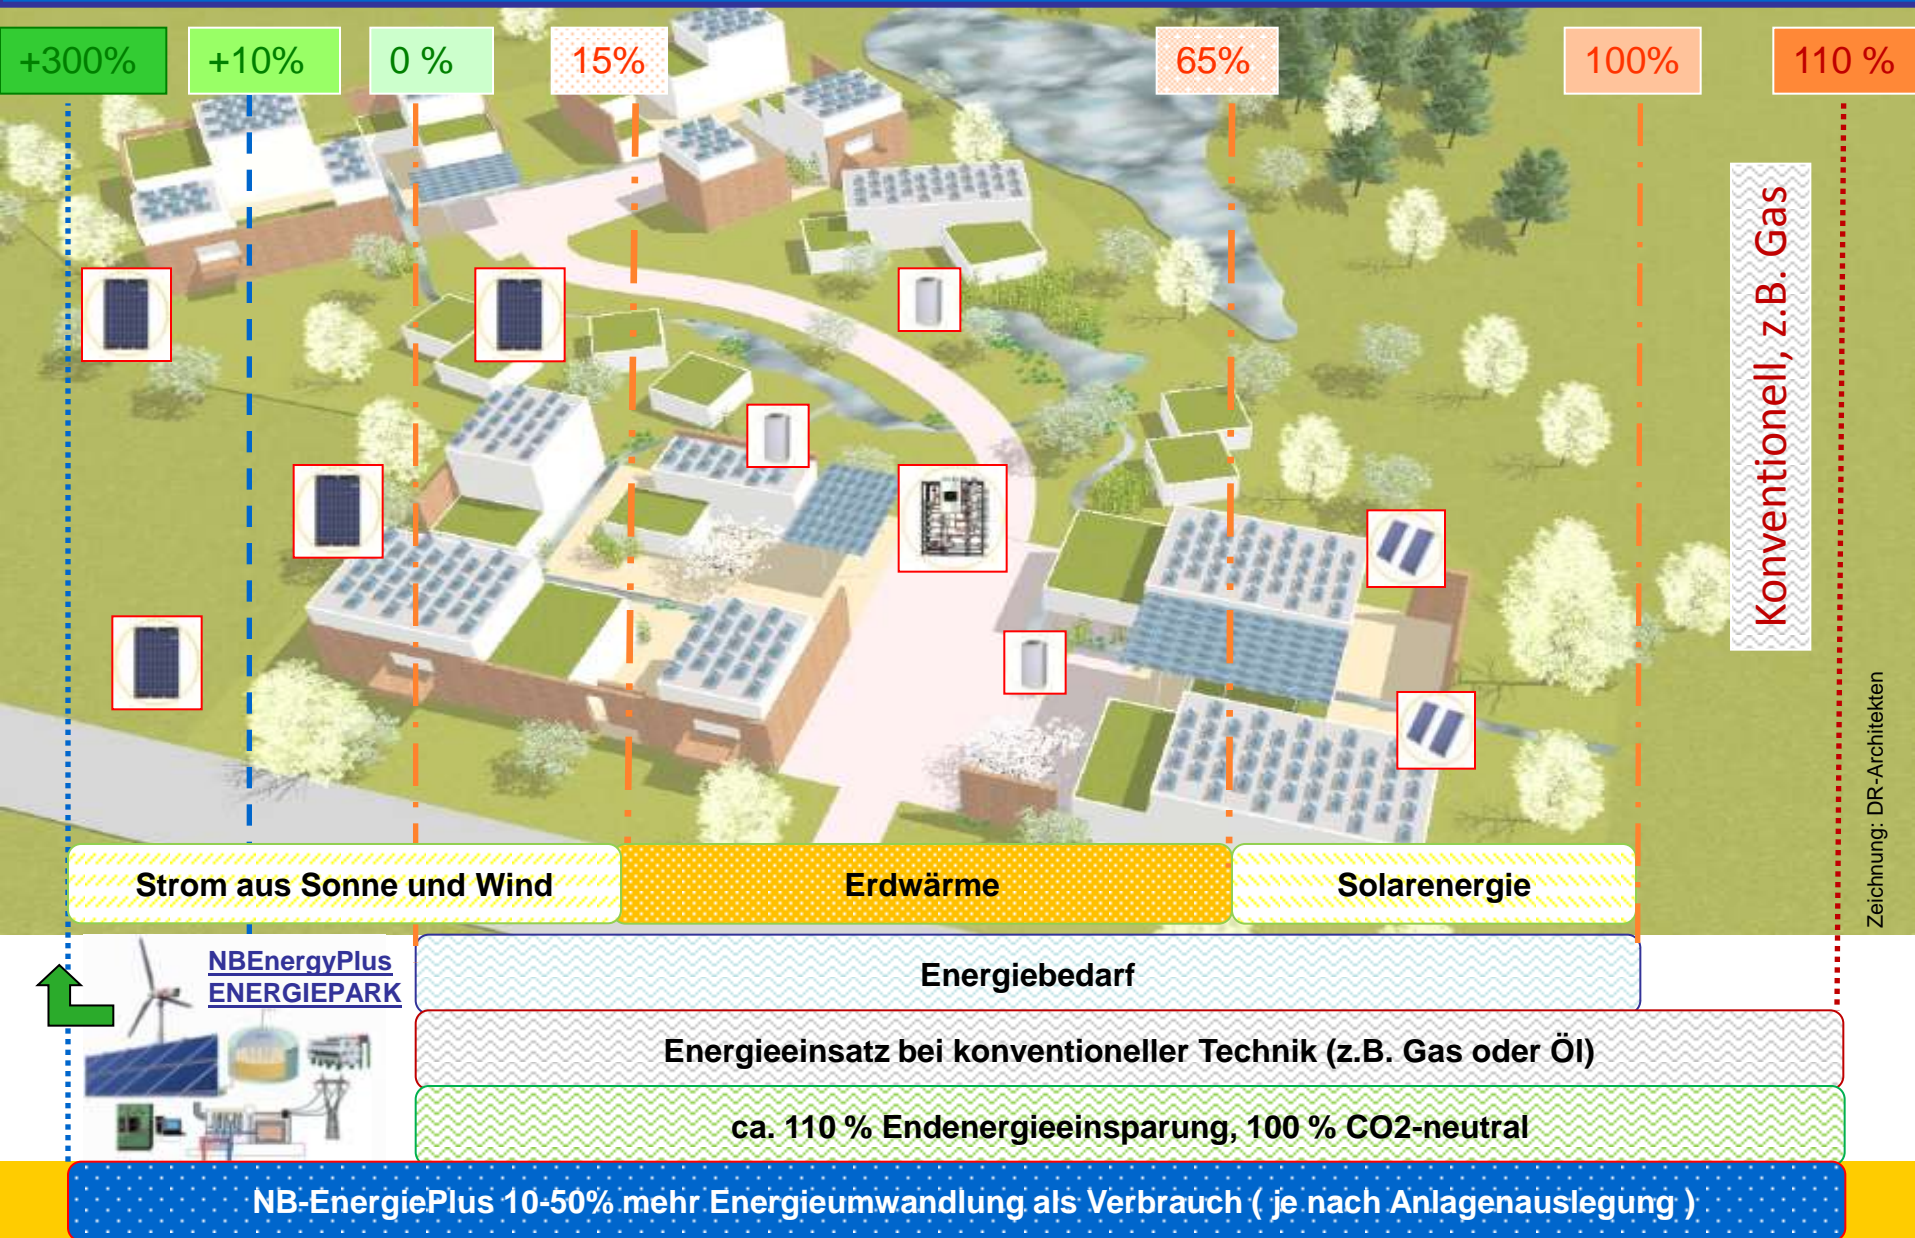 +300%
+10%
0 %
15%
65%
100%
110 %
Konventionell, z.B. Gas
Zeichnung: DR-Architekten
Strom aus Sonne und Wind
Erdwärme
Solarenergie
NBEnergyPlus
ENERGIEPARK
Energiebedarf
Energieeinsatz bei konventioneller Technik (z.B. Gas oder Öl)
ca. 110 % Endenergieeinsparung, 100 % CO2-neutral
NB-EnergiePlus 10-50% mehr Energieumwandlung als Verbrauch ( je nach Anlagenauslegung )